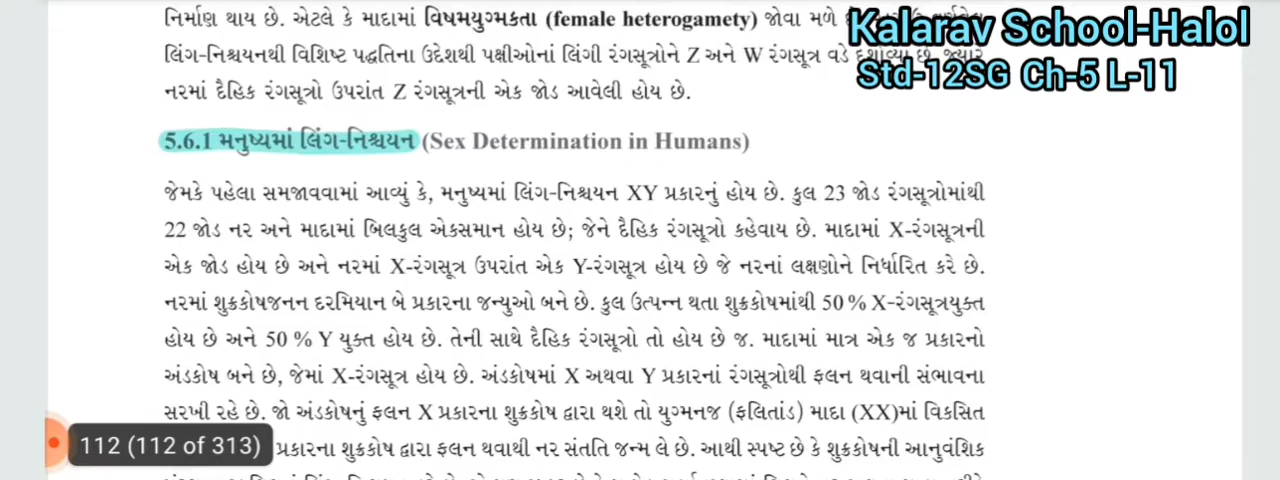 નિર્માણ થાય છે. એટલે કે માદામાં વિષમયુગ્મકતા (female heterogamety) જોવા મળે
Kalarav School-Halol
લિંગ-નિશ્ચયનથી વિશિષ્ટ પદ્ધતિના ઉદેશથી પક્ષીઓનાં લિંગી રંગસૂત્રોને Z અને W રંગસૂત્ર વડે દર્શાવ્યા છે. જ્યારે
Std-12SG Ch-5 L-11
નરમાં દૈહિક રંગસૂત્રો ઉપરાંત Z રંગસૂત્રની એક જોડ આવેલી હોય છે.
5.6.1 મનુષ્યમાં લિંગ-નિશ્ચયન (Sex Determination in Humans)
જેમકે પહેલા સમજાવવામાં આવ્યું કે, મનુષ્યમાં લિંગ-નિશ્ચયન XY પ્રકારનું હોય છે. કુલ 23 જોડ રંગસૂત્રોમાંથી
22 જોડ નર અને માદામાં બિલકુલ એકસમાન હોય છે; જેને દૈહિક રંગસૂત્રો કહેવાય છે. માદામાં X-રંગસૂત્રની
એક જોડ હોય છે અને નરમાં X-રંગસૂત્ર ઉપરાંત એક Y-રંગસૂત્ર હોય છે જે નરનાં લક્ષણોને નિર્ધારિત કરે છે.
નરમાં શુક્રકોષજનન દરમિયાન બે પ્રકારના જન્યુઓ બને છે. કુલ ઉત્પન્ન થતા શુક્રકોષમાંથી 50 % X-રંગસૂત્રયુક્ત
હોય છે અને 50 % Y યુક્ત હોય છે. તેની સાથે દૈહિક રંગસૂત્રો તો હોય છે જ. માદામાં માત્ર એક જ પ્રકારનો
અંડકોષ બને છે, જેમાં X-રંગસૂત્ર હોય છે. અંડકોષમાં X અથવા Y પ્રકારનાં રંગસૂત્રોથી ફલન થવાની સંભાવના
સરખી રહે છે. જો અંડકોષનું ફલન X પ્રકારના શુક્રકોષ દ્વારા થશે તો યુગ્મનજ (ફલિતાંડ) માદા (XX)માં વિકસિત
112 (112 of 313)
પ્રકારના શુક્રકોષ દ્વારા ફલન થવાથી નર સંતતિ જન્મ લે છે. આથી સ્પષ્ટ છે કે શુક્રકોષની આનુવંશિક